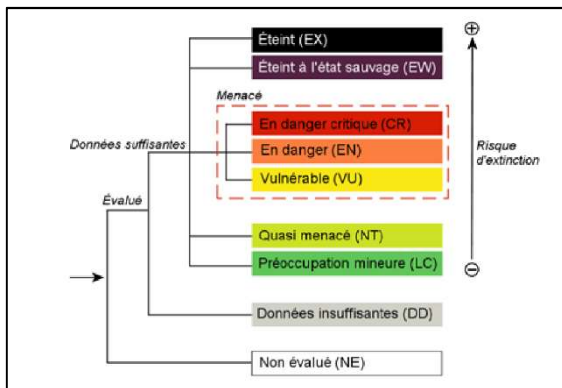 Éteint (EX)
Éteint à l'état sauvage (EW)
Menacé
En danger critique (CR)
Données suffisantes
En danger (EN)
Risque
d'extinction
Vulnérable (VU)
Évalué
Quasi menacé (NT)
Préoccupation mineure (LC)
Données insuffisantes (DD)
Non évalué (NE)